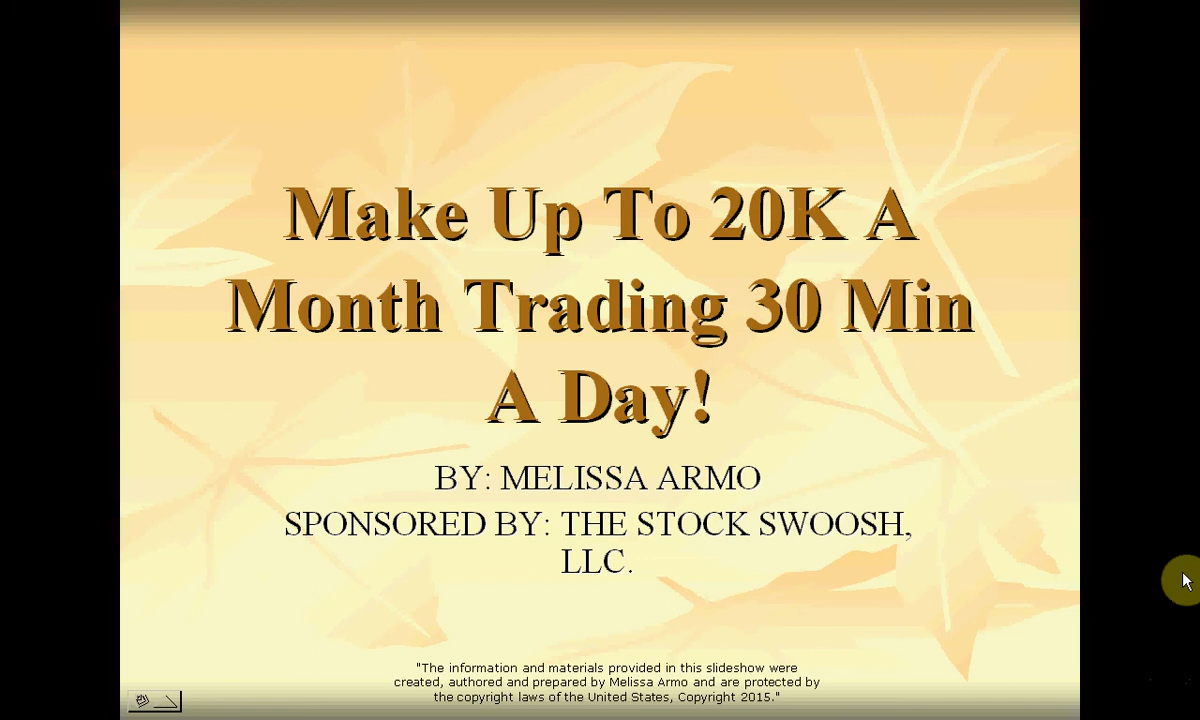 Make Up To 20K A
Month Trading 30 Min
A Day!
BY: MELISSA ARMO
SPONSORED BY: THE STOCK SWOOSH,
LLC.
"The information and materials provided in this slideshow were
created, authored and prepared by Melissa Armo and are protected by
the copyright laws of the United States, Copyright 2015."